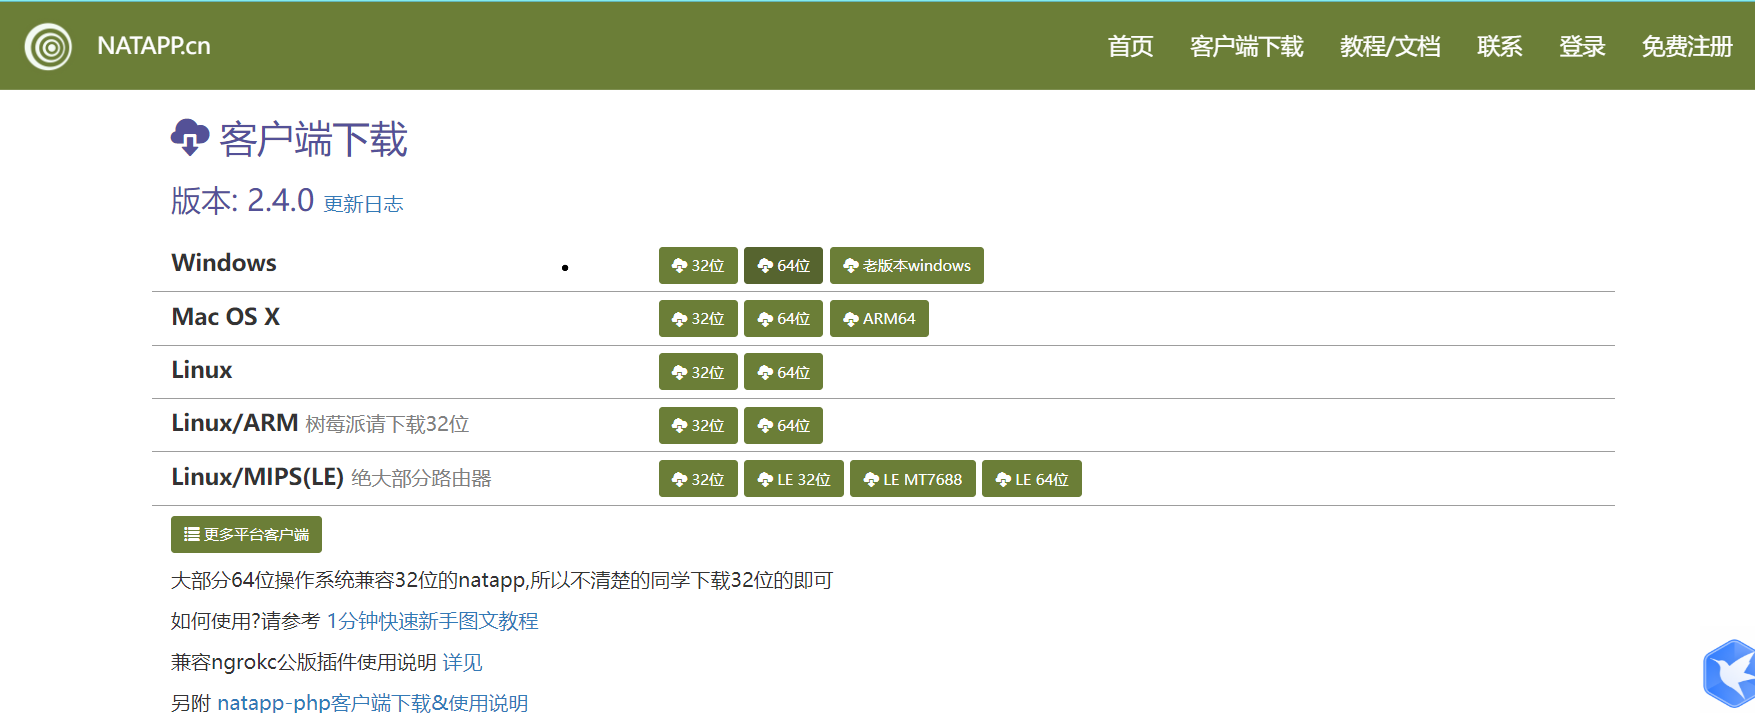 NATAPP.cn 首页 客户端下载 教程/文档 联系 登录 免费注册
客户端下载
版本: 2.4.0 更新日志
Windows 32位 64位 老版本windows
Mac OS X 32位 64位 ARM64
Linux 32位 64位
Linux/ARM 树莓派请下载32位 32位 64位
Linux/MIPS(LE) 绝大部分路由器 32位 LE 32位 LE MT7688 LE 64位
更多平台客户端
大部分64位操作系统兼容32位的natapp,所以不清楚的同学下载32位的即可
如何使用?请参考 1分钟快速新手图文教程
兼容ngrokc公版插件使用说明 详见
另附 natapp-php客户端下载&使用说明